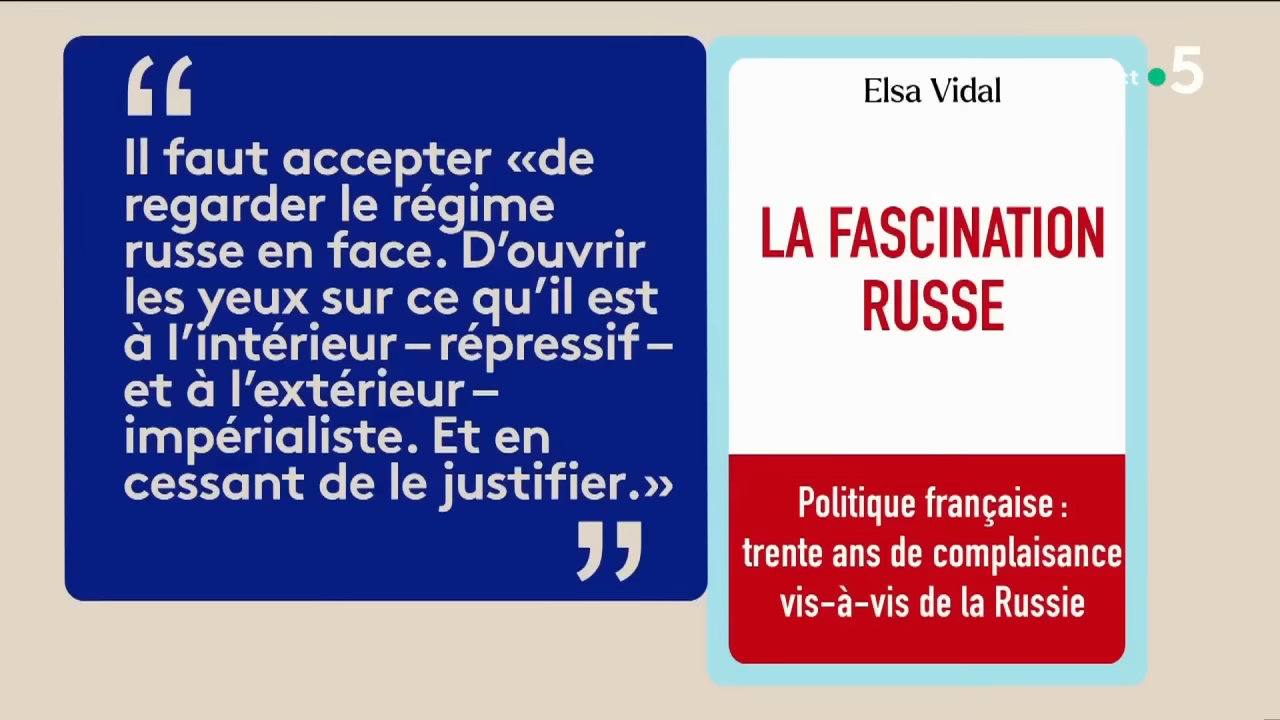 “
Il faut accepter «de
regarder le régime
russe en face. D’ouvrir
les yeux sur ce qu’il est
à l’intérieur – répressif –
et à l’extérieur –
impérialiste. Et en
cessant de le justifier.»
”
Elsa Vidal
LA FASCINATION
RUSSE
Politique française :
trente ans de complaisance
vis-à-vis de la Russie
5